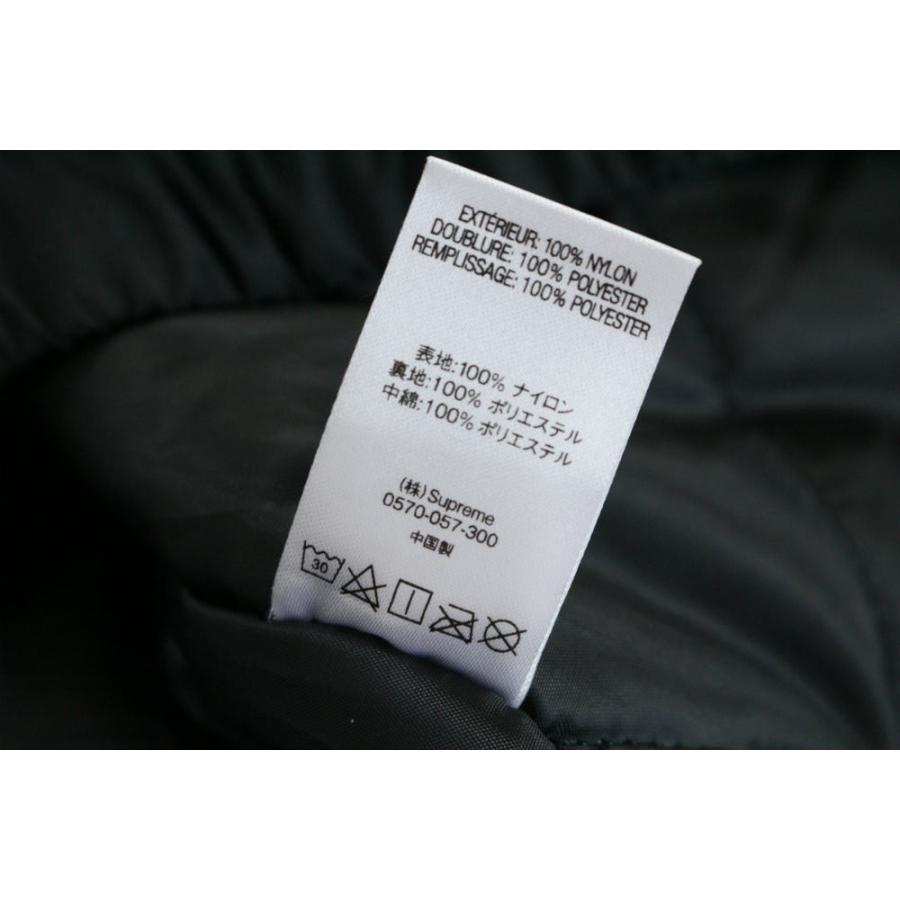 EXTÉRIEUR: 100% NYLON
DOUBLURE: 100% POLYESTER
REMPLISSAGE: 100% POLYESTER
表地:100% ナイロン
裏地:100% ポリエステル
中綿:100% ポリエステル
(株) Supreme
0570-057-300
中国製
30